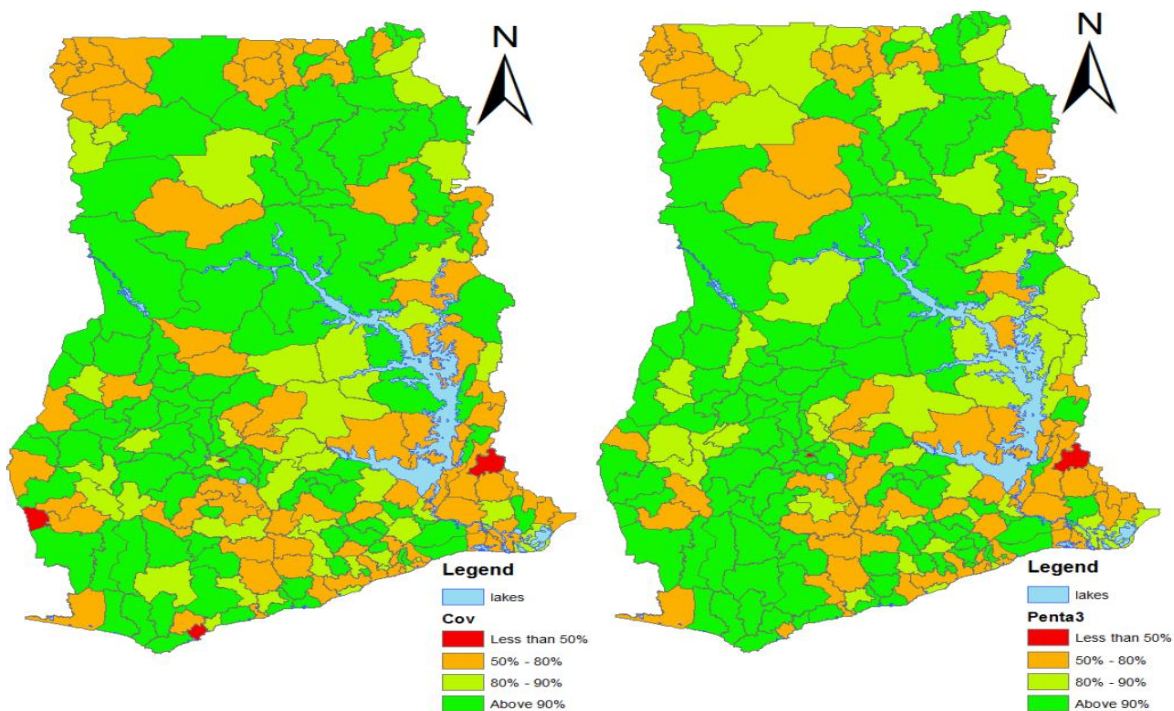 N
Legend
lakes
Cov
Less than 50%
50% - 80%
80% - 90%
Above 90%
N
Legend
lakes
Penta3
Less than 50%
50% - 80%
80% - 90%
Above 90%